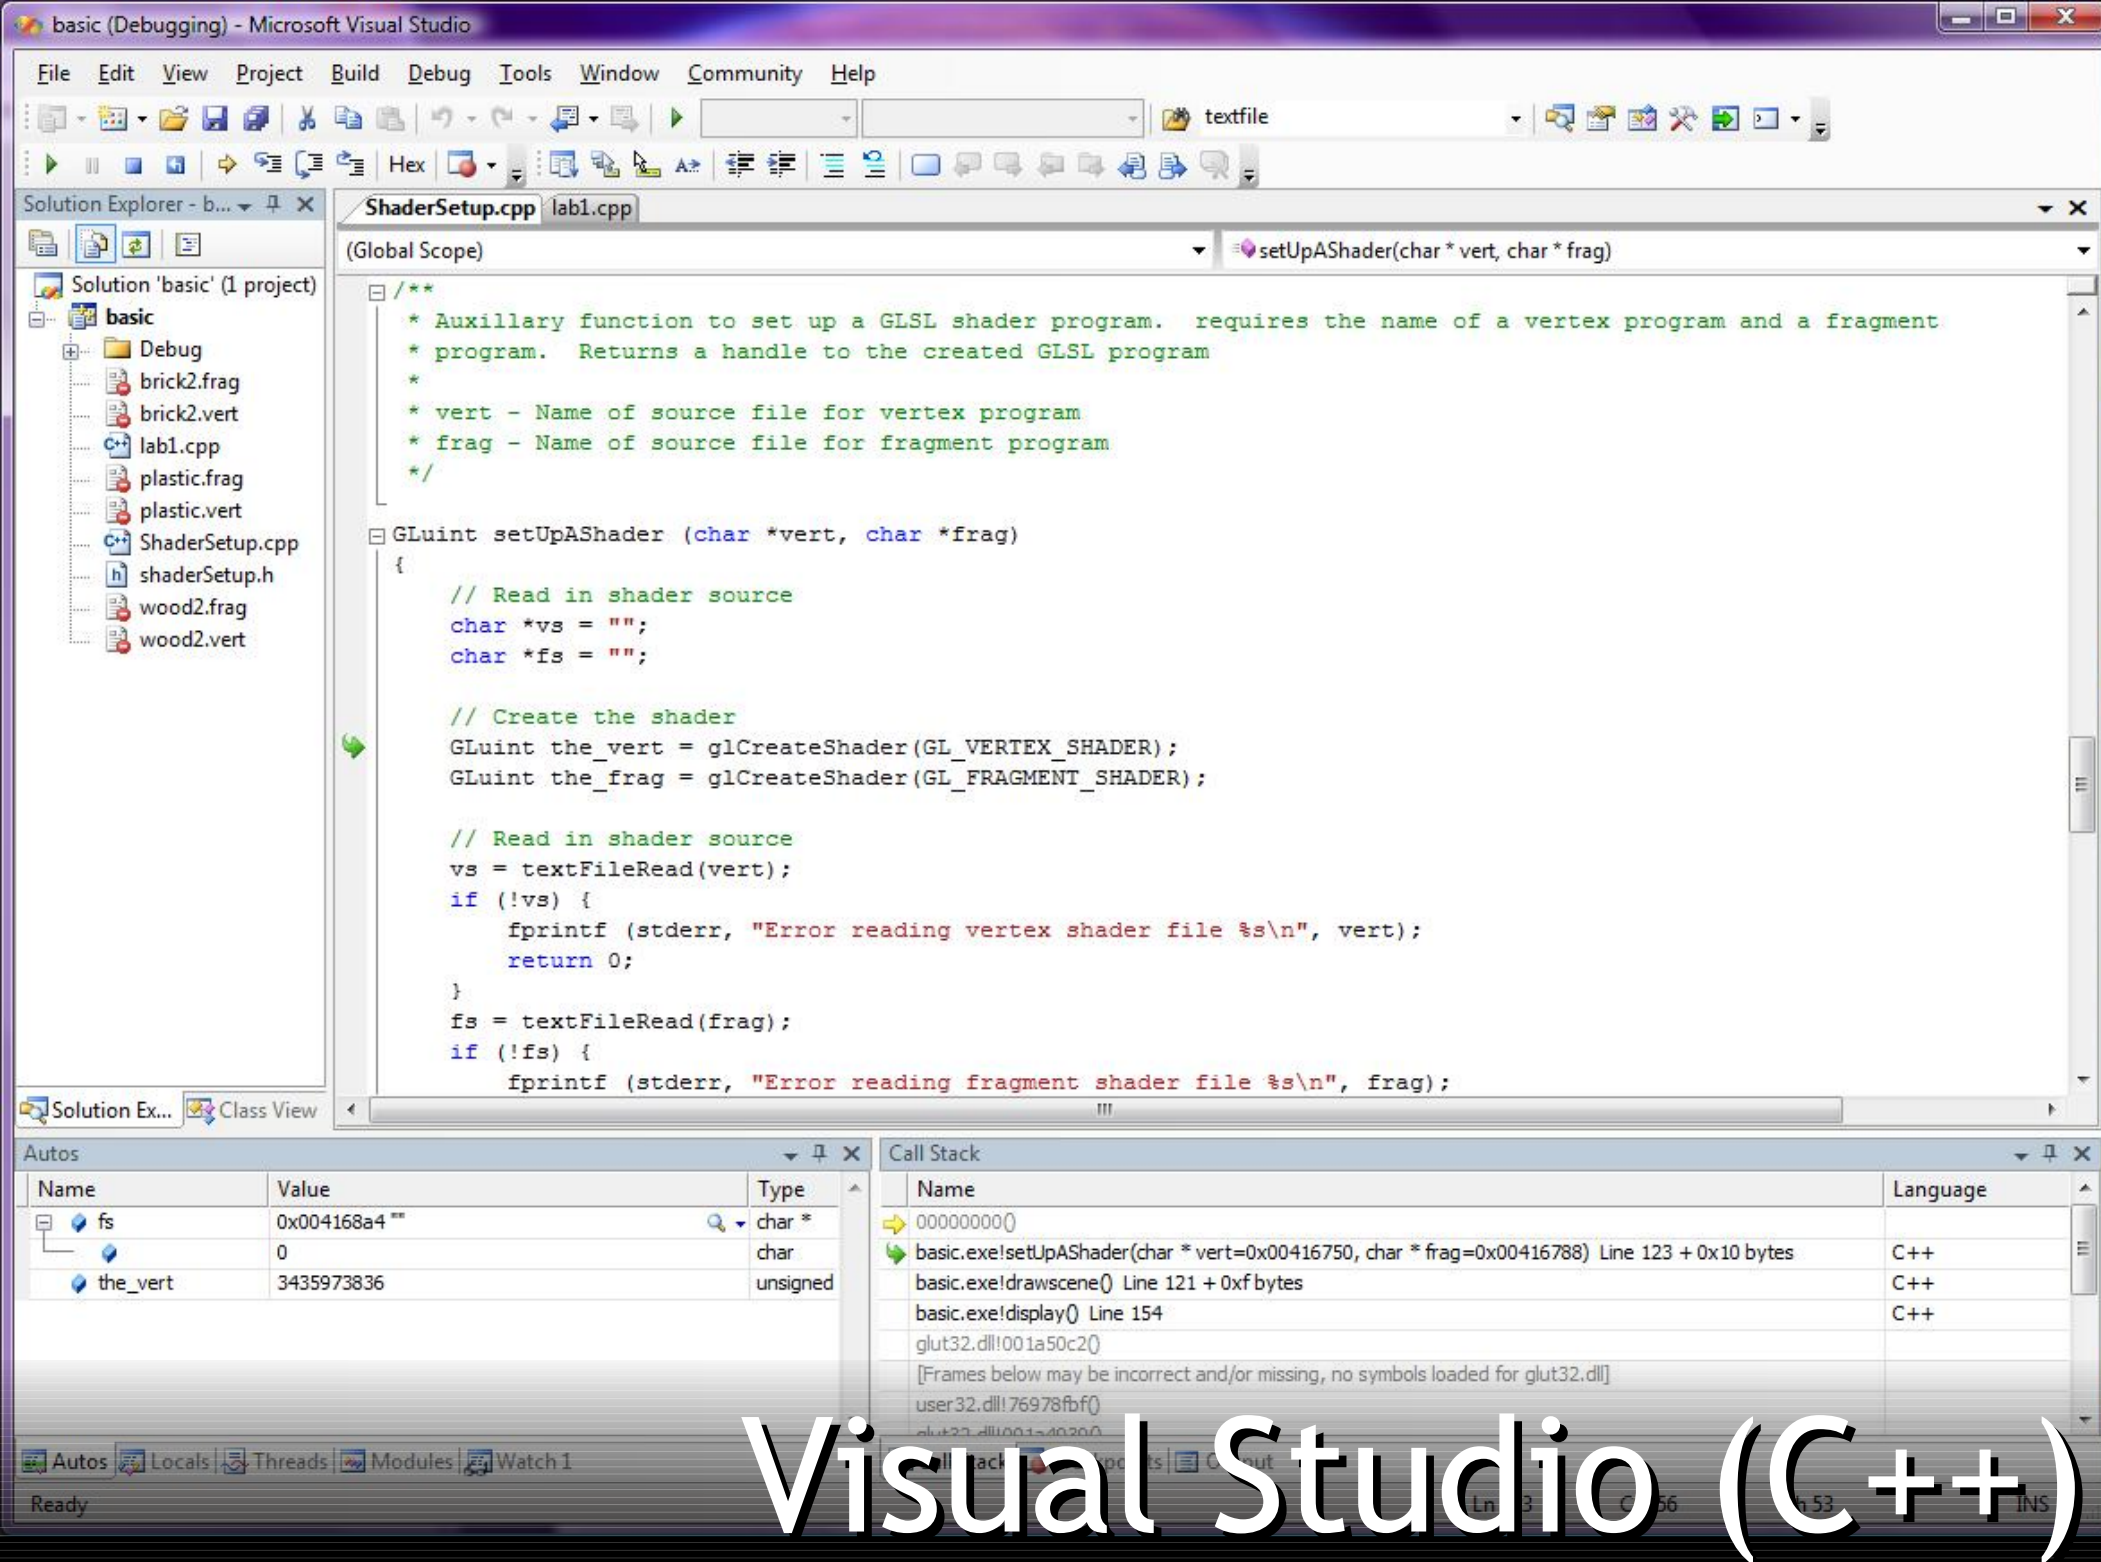 basic (Debugging) - Microsoft Visual Studio
File Edit View Project Build Debug Tools Window Community Help
textfile
Hex
Solution Explorer - b...
ShaderSetup.cpp lab1.cpp
(Global Scope)
setUpAShader(char * vert, char * frag)
Solution 'basic' (1 project)
basic
Debug
brick2.frag
brick2.vert
lab1.cpp
plastic.frag
plastic.vert
ShaderSetup.cpp
shaderSetup.h
wood2.frag
wood2.vert
Solution Ex... Class View
/**
* Auxillary function to set up a GLSL shader program.  requires the name of a vertex program and a fragment
* program.  Returns a handle to the created GLSL program
*
* vert - Name of source file for vertex program
* frag - Name of source file for fragment program
*/
GLuint setUpAShader (char *vert, char *frag)
{
// Read in shader source
char *vs = "";
char *fs = "";
// Create the shader
GLuint the_vert = glCreateShader(GL_VERTEX_SHADER);
GLuint the_frag = glCreateShader(GL_FRAGMENT_SHADER);
// Read in shader source
vs = textFileRead(vert);
if (!vs) {
fprintf (stderr, "Error reading vertex shader file %s\n", vert);
return 0;
}
fs = textFileRead(frag);
if (!fs) {
fprintf (stderr, "Error reading fragment shader file %s\n", frag);
Autos
Name Value Type
fs 0x004168a4 "" char *
0 char
the_vert 3435973836 unsigned
Autos Locals Threads Modules Watch 1
Call Stack
Name Language
00000000()
basic.exe!setUpAShader(char * vert=0x00416750, char * frag=0x00416788) Line 123 + 0x10 bytes C++
basic.exe!drawscene() Line 121 + 0xf bytes C++
basic.exe!display() Line 154 C++
glut32.dll!001a50c2()
[Frames below may be incorrect and/or missing, no symbols loaded for glut32.dll]
user32.dll!76978fbf()
Ready
INS
Visual Studio (C++)